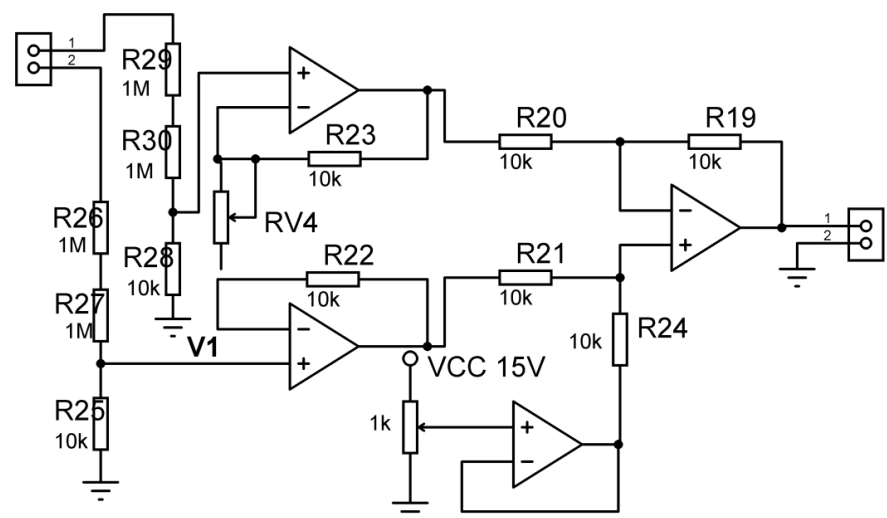 1
2
R29
1M
R30
1M
R28
10k
R26
1M
R27
1M
R25
10k
V1
+
−
R23
10k
RV4
R22
10k
−
+
VCC 15V
1k
+
−
R20
10k
R19
10k
R21
10k
R24
10k
−
+
1
2